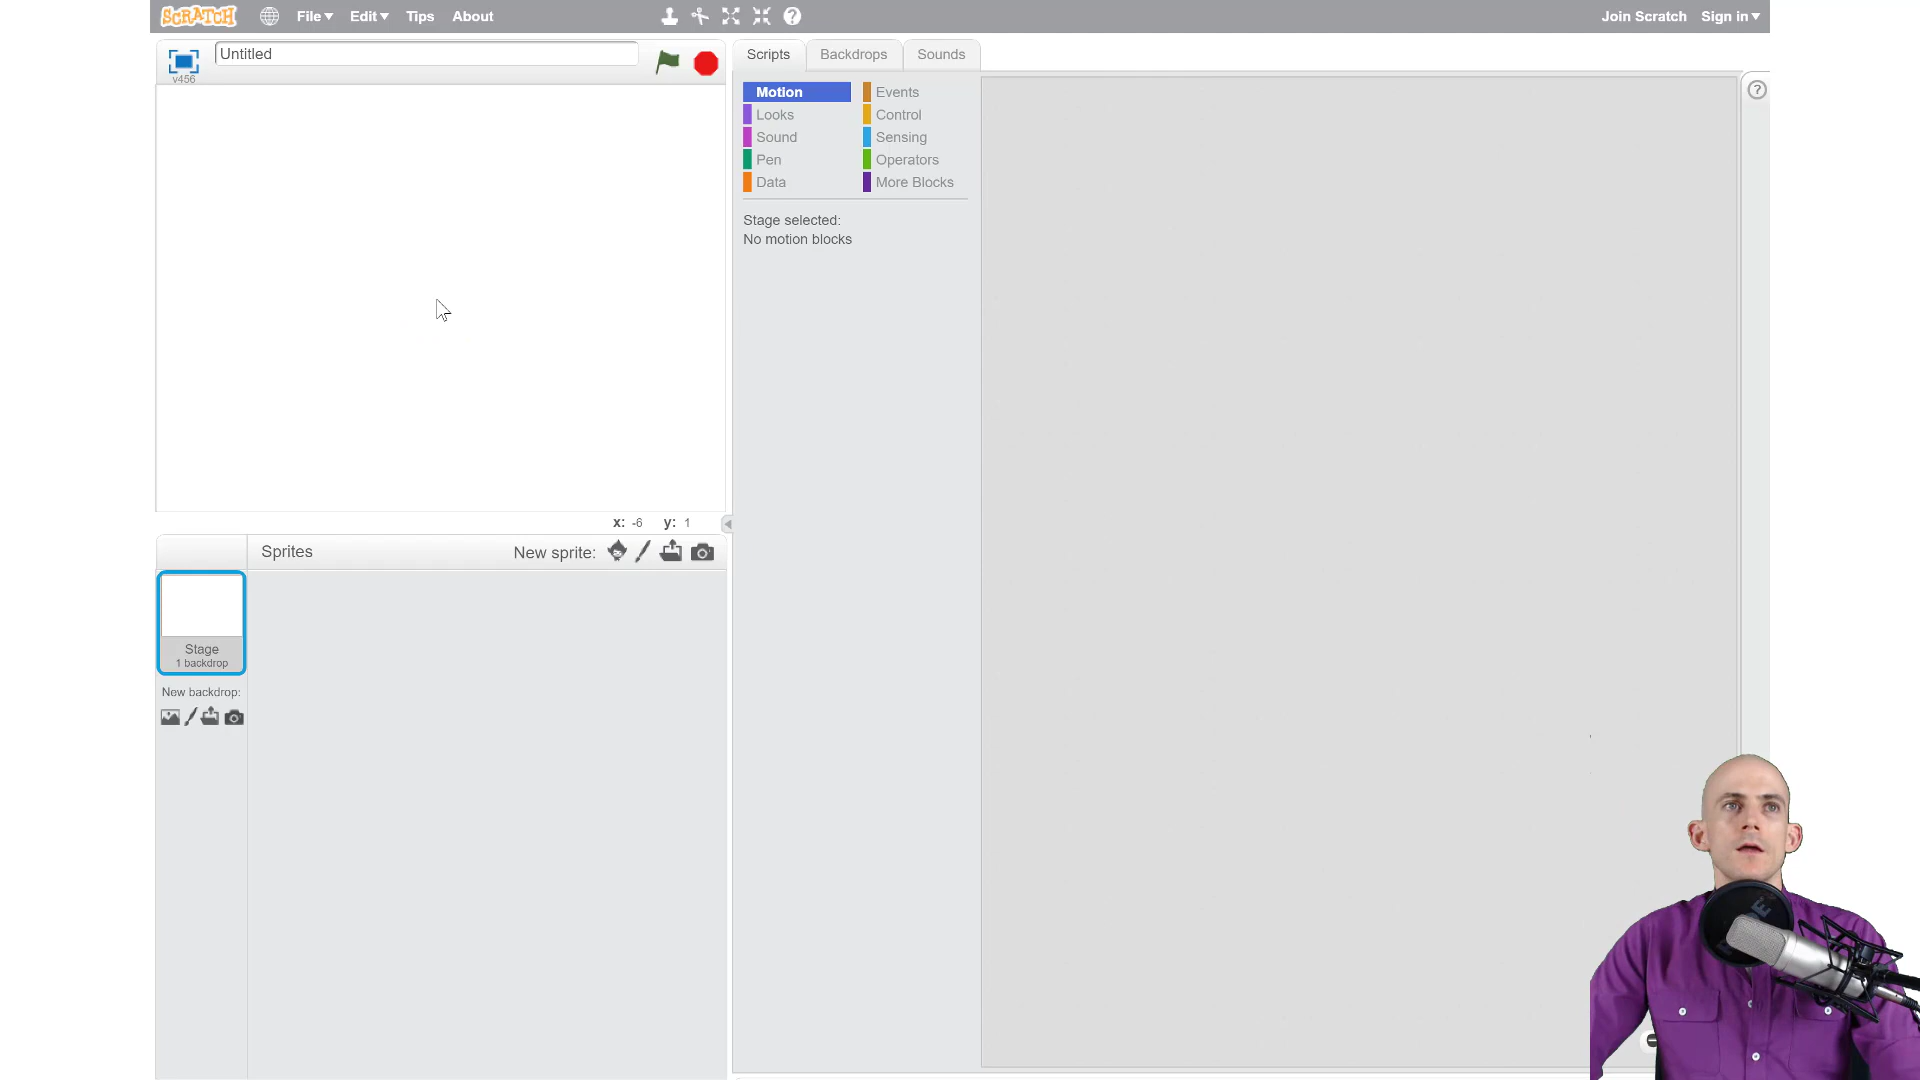 SCRATCH File Edit Tips About Join Scratch Sign in
v456
Untitled
Scripts Backdrops Sounds
Motion Events
Looks Control
Sound Sensing
Pen Operators
Data More Blocks
Stage selected:
No motion blocks
x: -6 y: 1
Sprites New sprite:
Stage
1 backdrop
New backdrop: